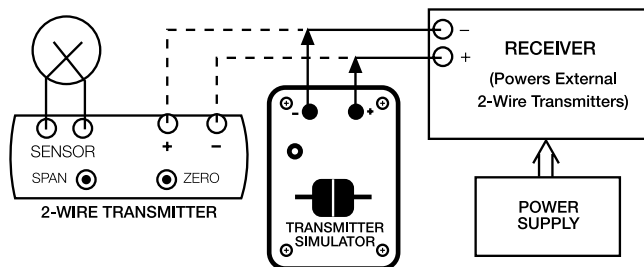 SENSOR
+
−
SPAN
ZERO
2-WIRE TRANSMITTER
-
+
TRANSMITTER
SIMULATOR
−
+
RECEIVER
(Powers External
2-Wire Transmitters)
POWER
SUPPLY